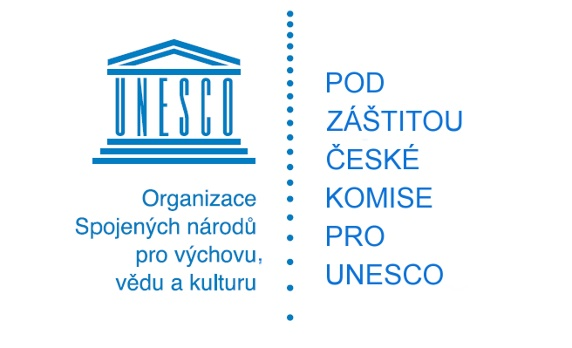 UNESCO
Organizace
Spojených národů
pro výchovu,
vědu a kulturu
POD
ZÁŠTITOU
ČESKÉ
KOMISE
PRO
UNESCO